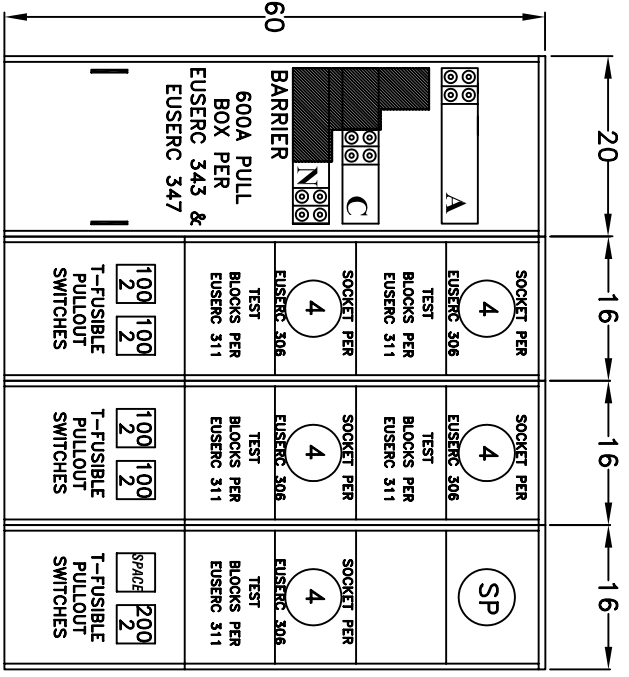 60
20
16
16
16
A
C
N
BARRIER
600A PULL
BOX PER
EUSERC 343 &
EUSERC 347
SOCKET PER
4
EUSERC 306
TEST
BLOCKS PER
EUSERC 311
SOCKET PER
4
EUSERC 306
TEST
BLOCKS PER
EUSERC 311
100
2
100
2
T-FUSIBLE
PULLOUT
SWITCHES
SOCKET PER
4
EUSERC 306
TEST
BLOCKS PER
EUSERC 311
SOCKET PER
4
EUSERC 306
TEST
BLOCKS PER
EUSERC 311
100
2
100
2
T-FUSIBLE
PULLOUT
SWITCHES
SP
SOCKET PER
4
EUSERC 306
TEST
BLOCKS PER
EUSERC 311
SPACE
200
2
T-FUSIBLE
PULLOUT
SWITCHES